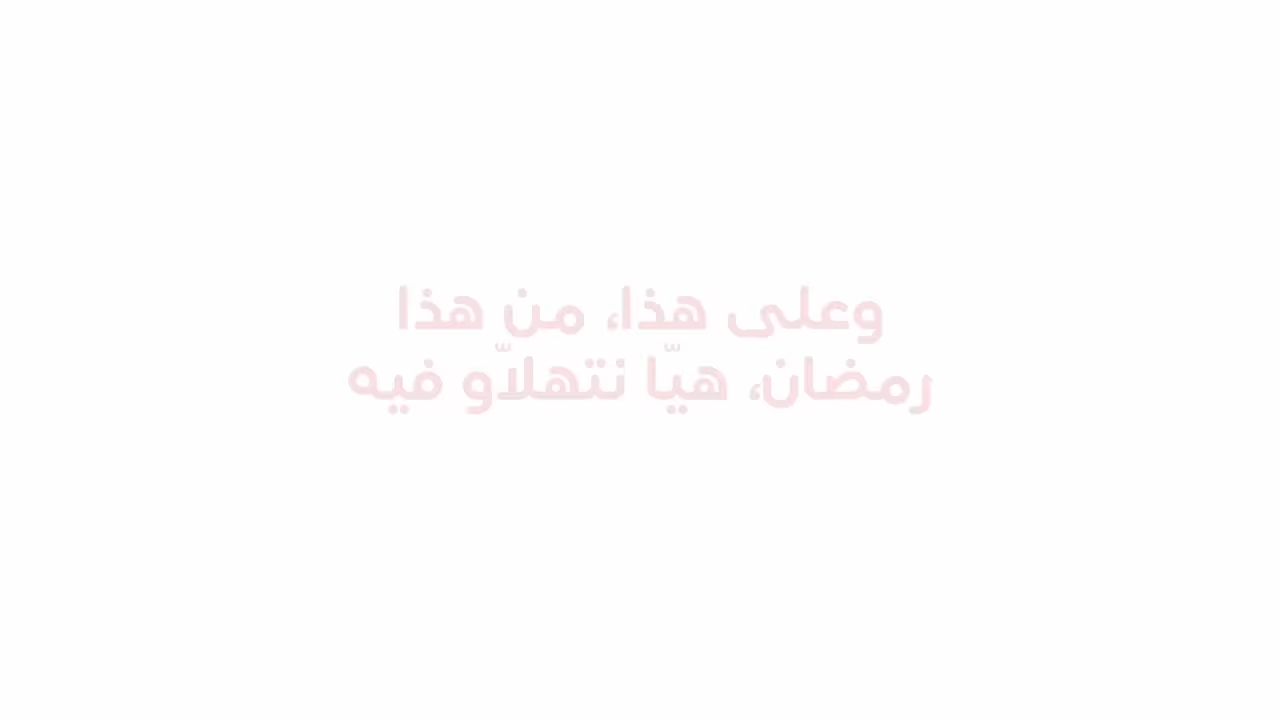 وعلى هذا، من هذا
رمضان، هيّا نتهلاّو فيه